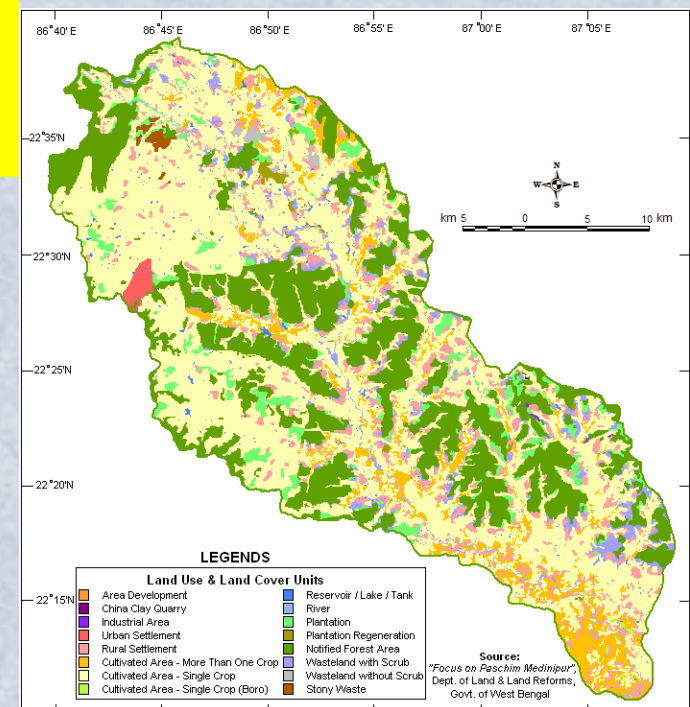 86°40'E 86°45'E 86°50'E 86°55'E 87°00'E 87°05'E
22°35'N
N
W E
S
km 5 0 5 10 km
22°30'N
22°25'N
22°20'N
22°15'N
LEGENDS
Land Use & Land Cover Units
Area Development
China Clay Quarry
Industrial Area
Urban Settlement
Rural Settlement
Cultivated Area - More Than One Crop
Cultivated Area - Single Crop
Cultivated Area - Single Crop (Boro)
Reservoir / Lake / Tank
River
Plantation
Plantation Regeneration
Notified Forest Area
Wasteland with Scrub
Wasteland without Scrub
Stony Waste
Source:
"Focus on Paschim Medinipur",
Dept. of Land & Land Reforms,
Govt. of West Bengal